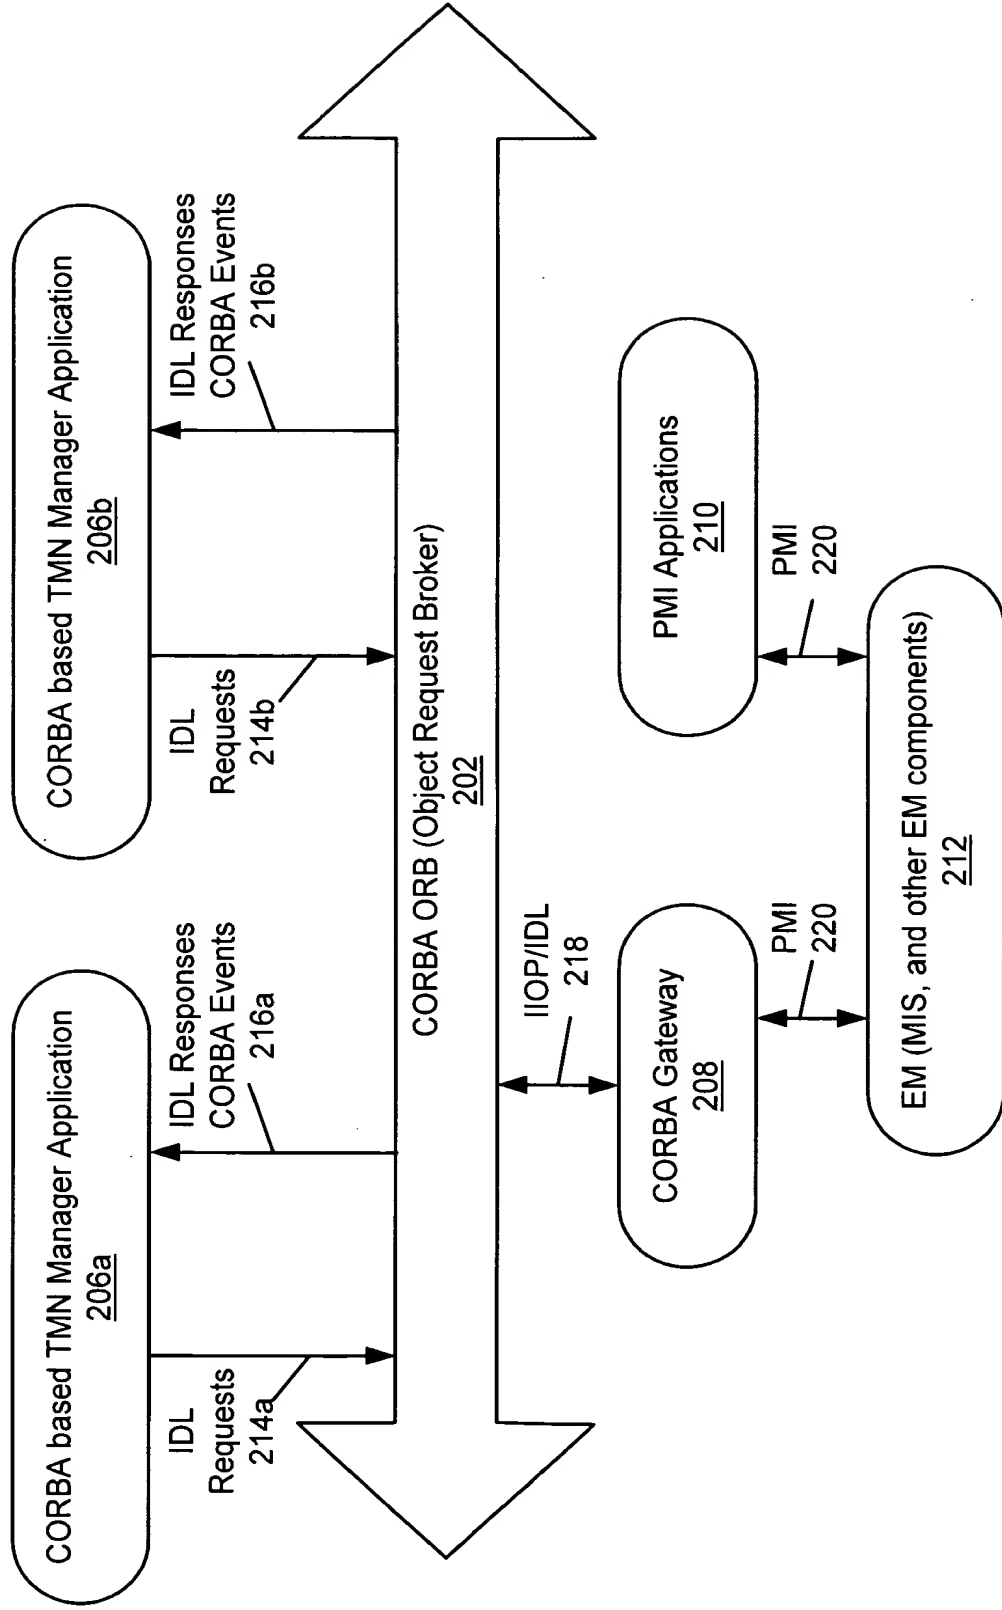 CORBA based TMN Manager Application
206a
CORBA based TMN Manager Application
206b
IDL
Requests
214a
IDL Responses
CORBA Events
216a
IDL
Requests
214b
IDL Responses
CORBA Events
216b
CORBA ORB (Object Request Broker)
202
IIOP/IDL
218
CORBA Gateway
208
PMI Applications
210
PMI
220
PMI
220
EM (MIS, and other EM components)
212